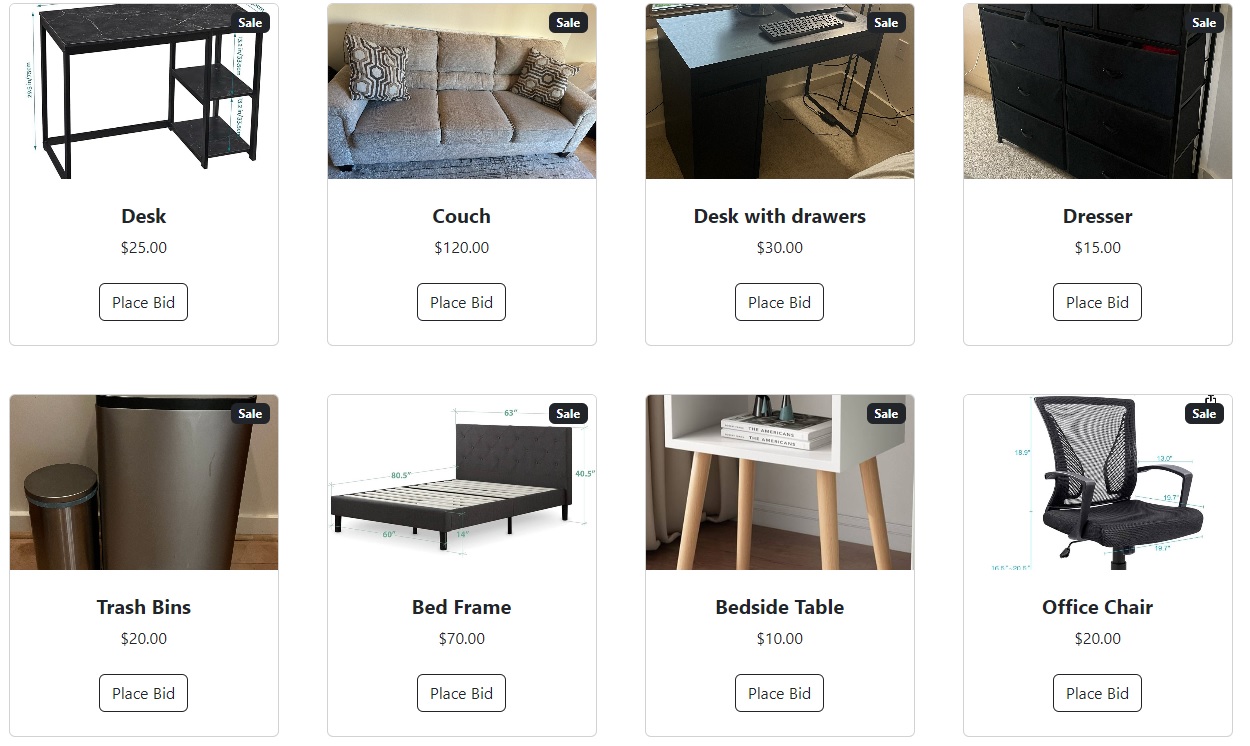 Sale
Sale
Sale
Sale
Desk
Couch
Desk with drawers
Dresser
$25.00
$120.00
$30.00
$15.00
Place Bid
Place Bid
Place Bid
Place Bid
Sale
Sale
Sale
Sale
63"
80.5"
40.5"
60"
14"
THE AMERICANS
THE AMERICANS
18.9"
19.7"
Trash Bins
Bed Frame
Bedside Table
Office Chair
$20.00
$70.00
$10.00
$20.00
Place Bid
Place Bid
Place Bid
Place Bid